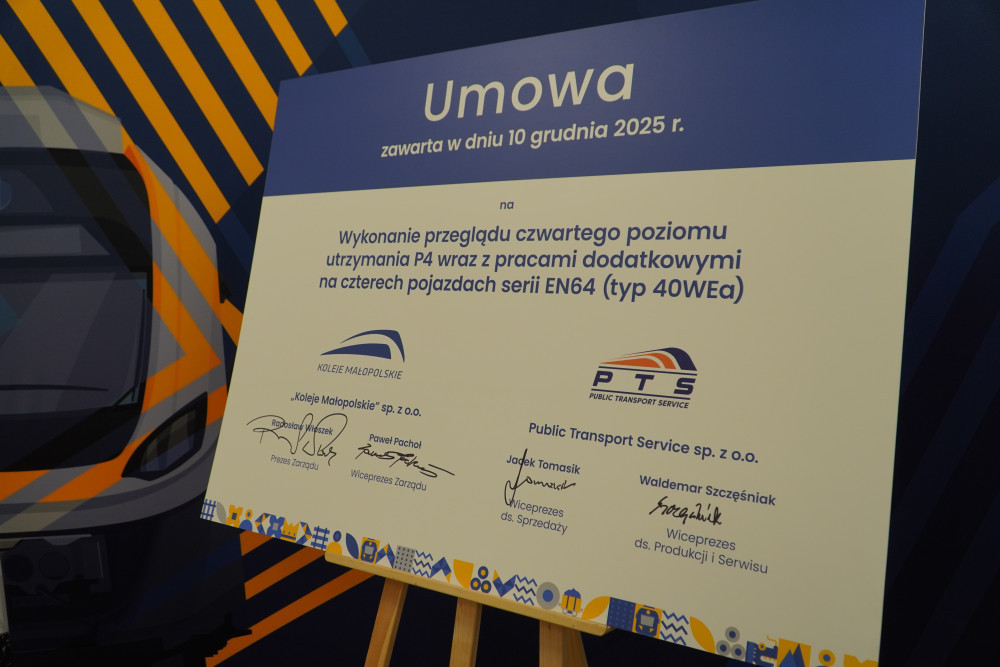 Umowa
zawarta w dniu 10 grudnia 2025 r.
na
Wykonanie przeglądu czwartego poziomu
utrzymania P4 wraz z pracami dodatkowymi
na czterech pojazdach serii EN64 (typ 40WEa)
KOLEJE MAŁOPOLSKIE
„Koleje Małopolskie” sp. z o.o.
Radosław Włoszek
Prezes Zarządu
Paweł Pachoł
Wiceprezes Zarządu
PTS
PUBLIC TRANSPORT SERVICE
Public Transport Service sp. z o.o.
Jacek Tomasik
Wiceprezes
ds. Sprzedaży
Waldemar Szczęśniak
Wiceprezes
ds. Produkcji i Serwisu